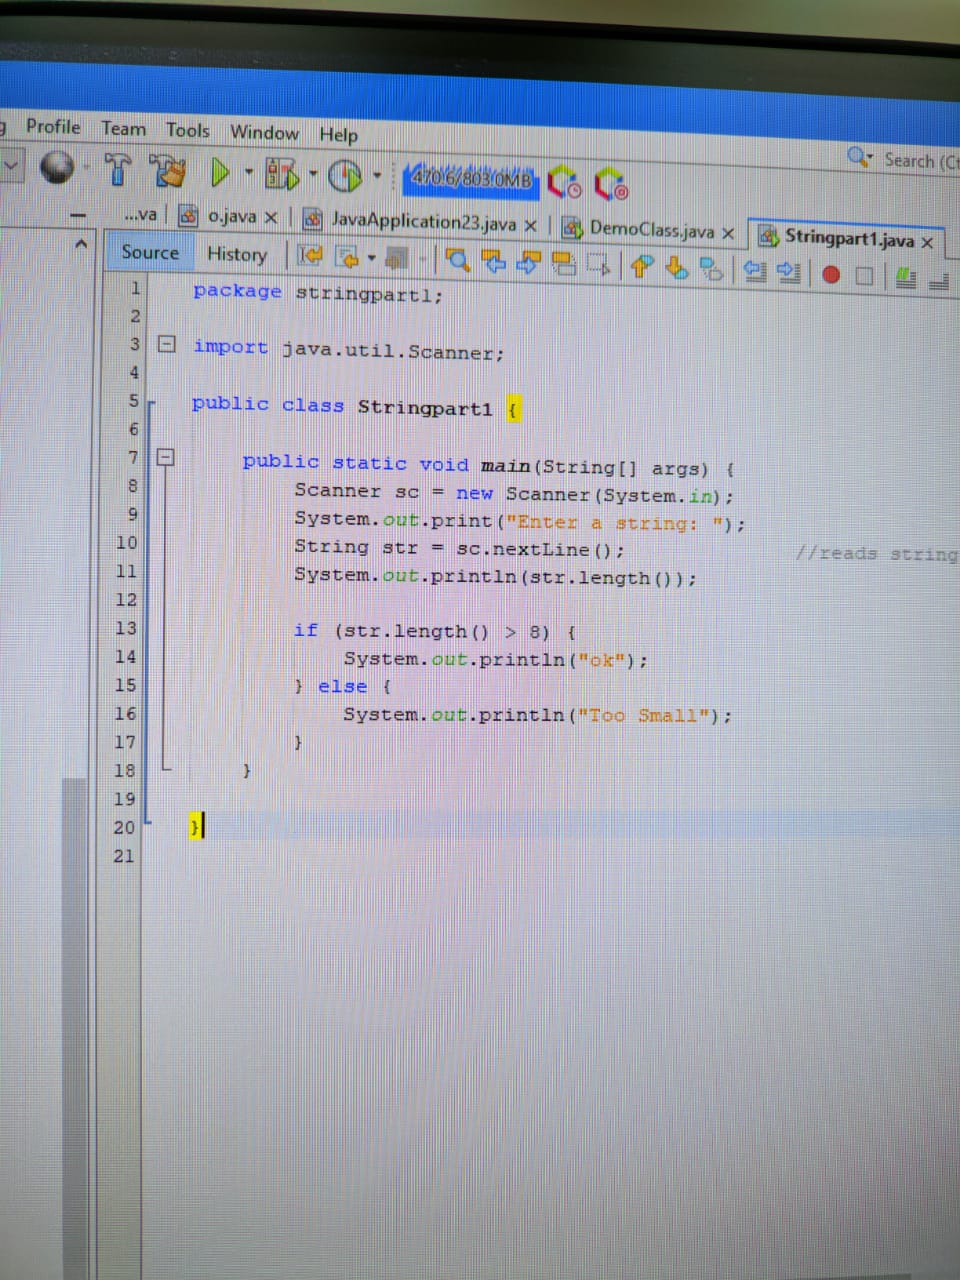 Profile Team Tools Window Help
470.6/803.0MB
Search (Ct
...va o.java JavaApplication23.java DemoClass.java Stringpart1.java
Source History
1 package stringpart1;
2
3 import java.util.Scanner;
4
5 public class Stringpart1 {
6
7 public static void main(String[] args) {
8 Scanner sc = new Scanner(System.in);
9 System.out.print("Enter a string: ");
10 String str = sc.nextLine(); //reads string
11 System.out.println(str.length());
12
13 if (str.length() > 8) {
14 System.out.println("ok");
15 } else {
16 System.out.println("Too Small");
17 }
18 }
19
20 }
21